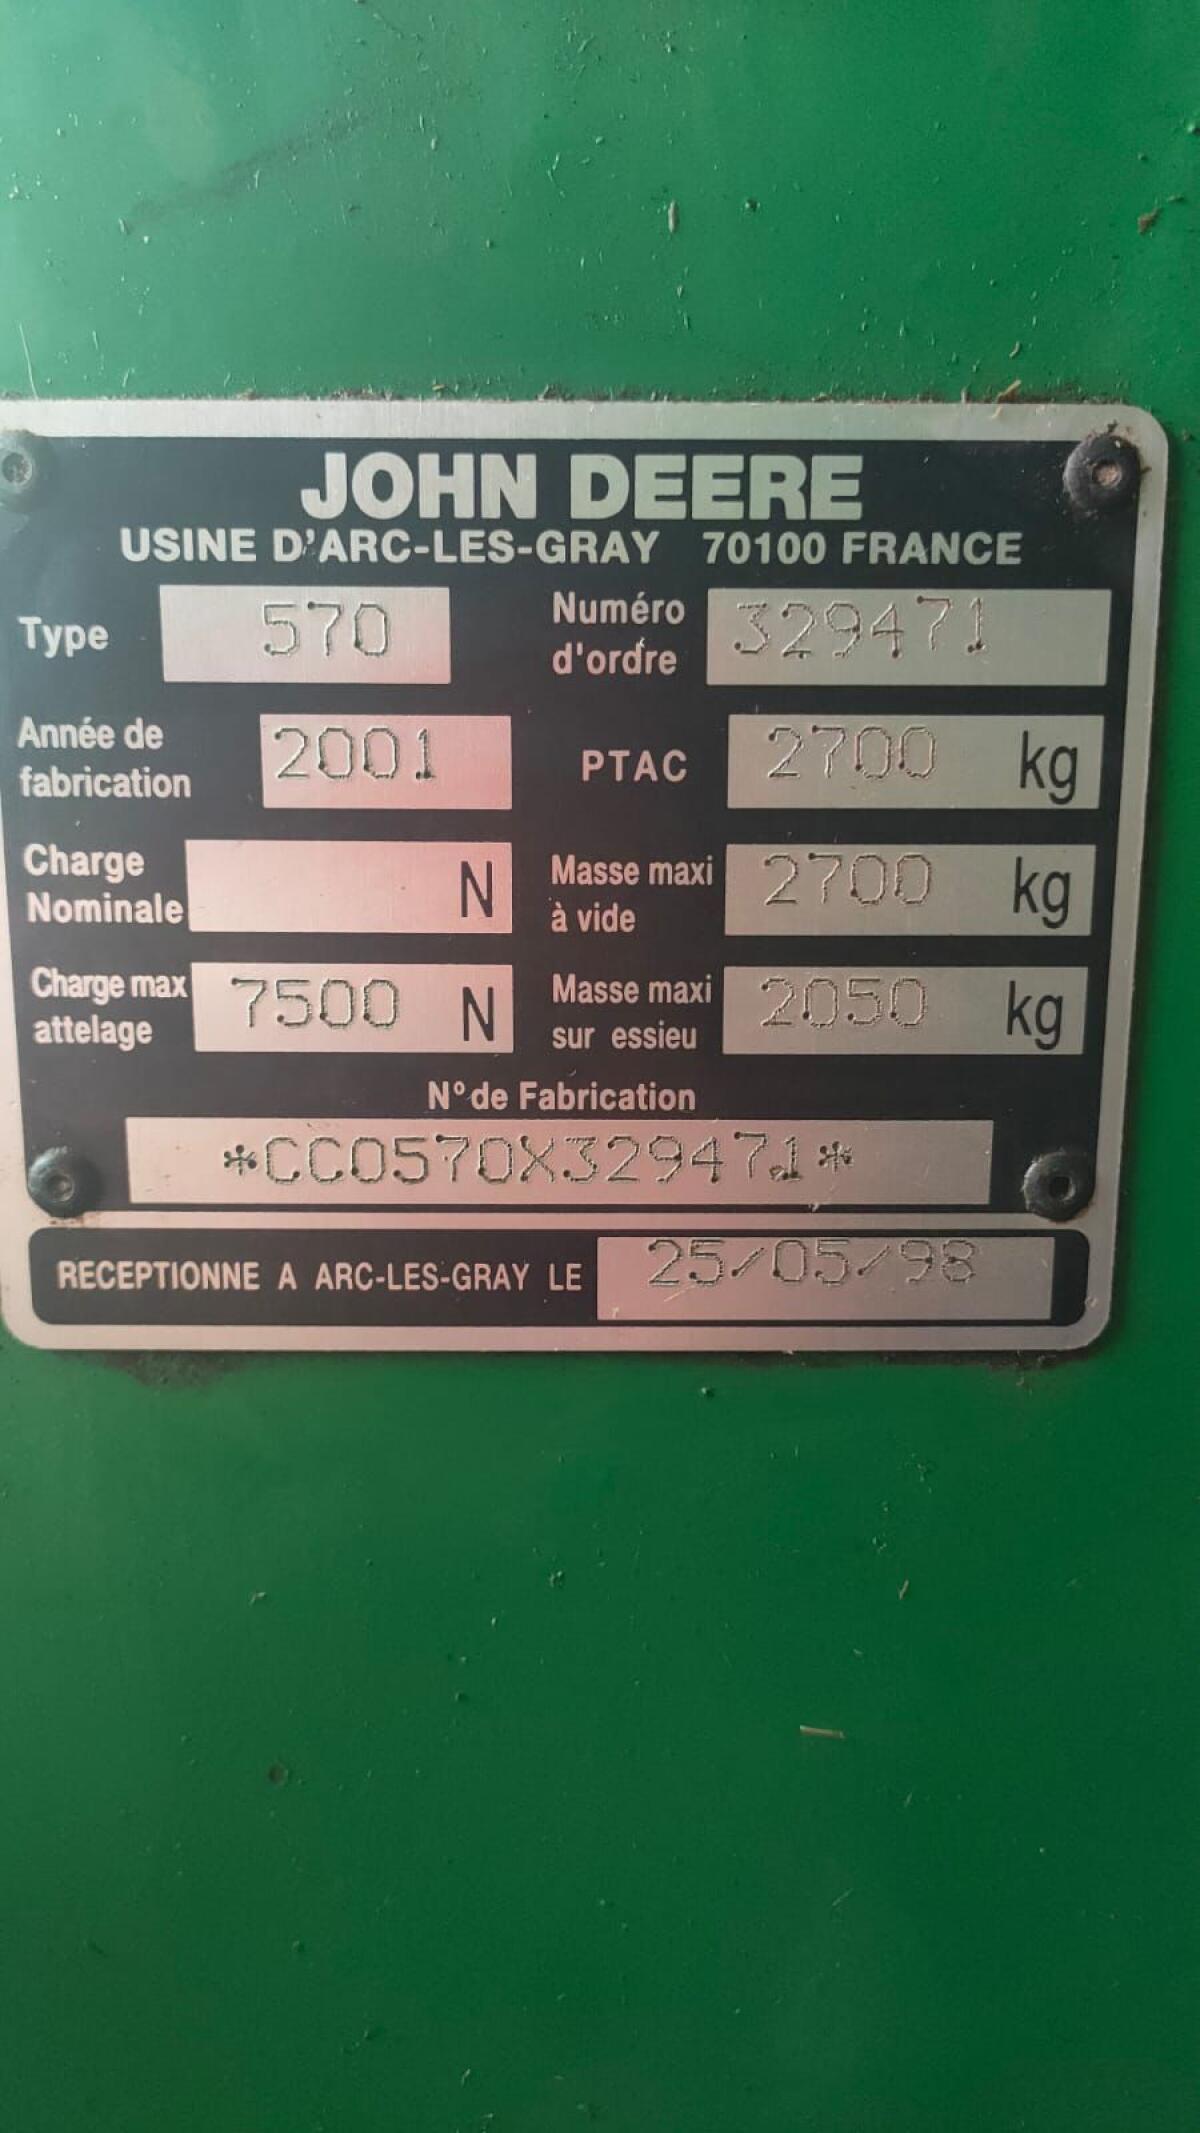 JOHN DEERE
USINE D'ARC-LES-GRAY 70100 FRANCE
Type 570
Numéro d'ordre 329471
Année de fabrication 2001
PTAC 2700 kg
Charge Nominale N
Masse maxi à vide 2700 kg
Charge max attelage 7500 N
Masse maxi sur essieu 2050 kg
N° de Fabrication
*CC0570X329471*
RECEPTIONNE A ARC-LES-GRAY LE 25/05/98